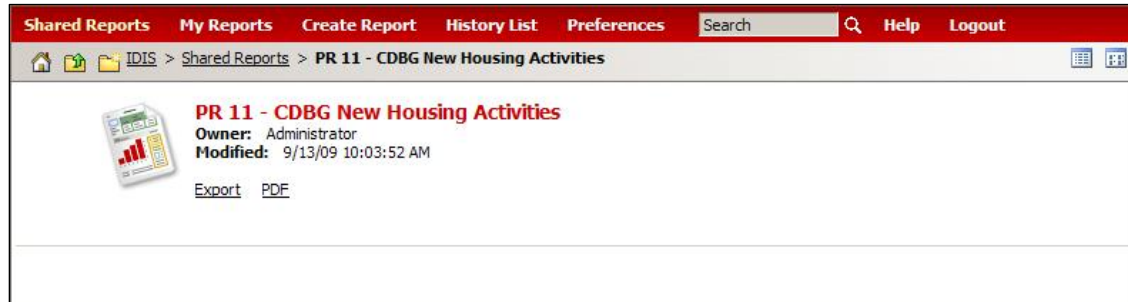 Shared Reports My Reports Create Report History List Preferences Search Help Logout
IDIS > Shared Reports > PR 11 - CDBG New Housing Activities
PR 11 - CDBG New Housing Activities
Owner: Administrator
Modified: 9/13/09 10:03:52 AM
Export PDF